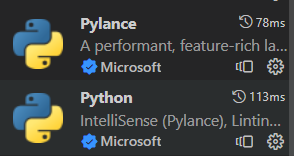 Pylance 78ms
A performant, feature-rich la...
Microsoft
Python 113ms
IntelliSense (Pylance), Lintin...
Microsoft